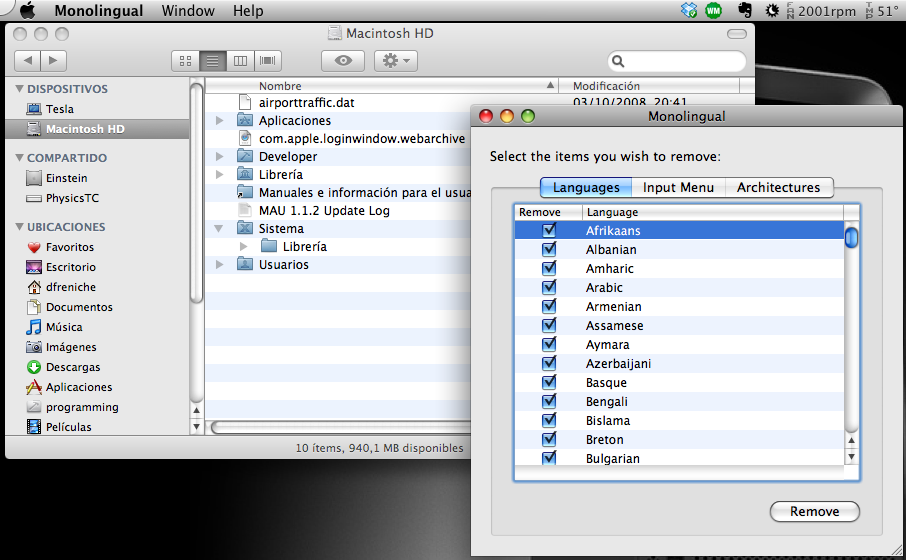 Monolingual Window Help WM FAN 2001rpm TMP 51°
Macintosh HD
DISPOSITIVOS
Tesla
Macintosh HD
COMPARTIDO
Einstein
PhysicsTC
UBICACIONES
Favoritos
Escritorio
dfreniche
Documentos
Música
Imágenes
Descargas
Aplicaciones
programming
Películas
Nombre Modificación
airporttraffic.dat 03/10/2008 20:41
Aplicaciones
com.apple.loginwindow.webarchive
Developer
Librería
Manuales e información para el usua
MAU 1.1.2 Update Log
Sistema
Librería
Usuarios
10 ítems, 940,1 MB disponibles
Monolingual
Select the items you wish to remove:
Languages Input Menu Architectures
Remove Language
Afrikaans
Albanian
Amharic
Arabic
Armenian
Assamese
Aymara
Azerbaijani
Basque
Bengali
Bislama
Breton
Bulgarian
Remove